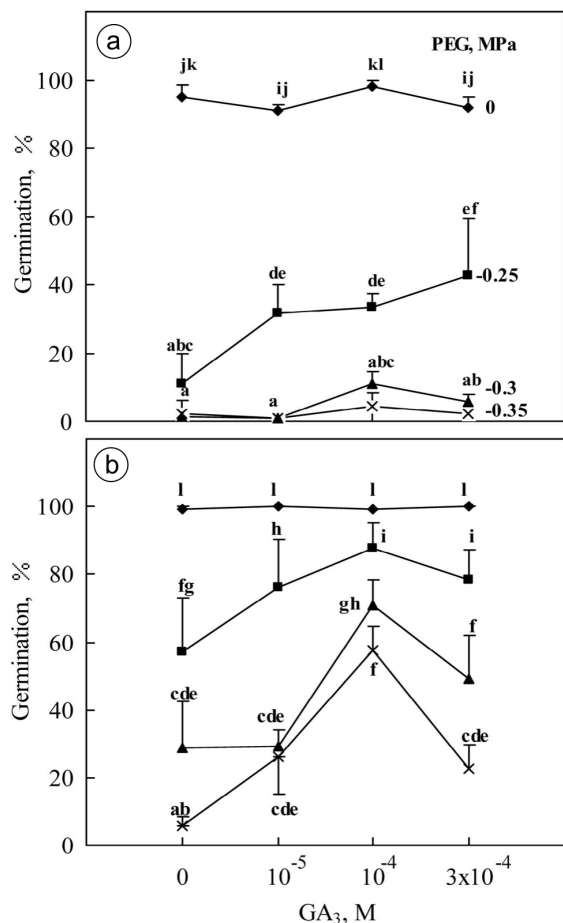 a
PEG, MPa
jk
ij
kl
ij
100
0
80
Germination, %
60
ef
de
de
40
-0.25
abc
20
abc
ab
a
a
-0.3
-0.35
0
b
l
l
l
l
100
h
i
i
80
fg
Germination, %
gh
f
60
f
cde
40
cde
cde
20
ab
cde
0
0
10⁻⁵
10⁻⁴
3x10⁻⁴
GA₃, M